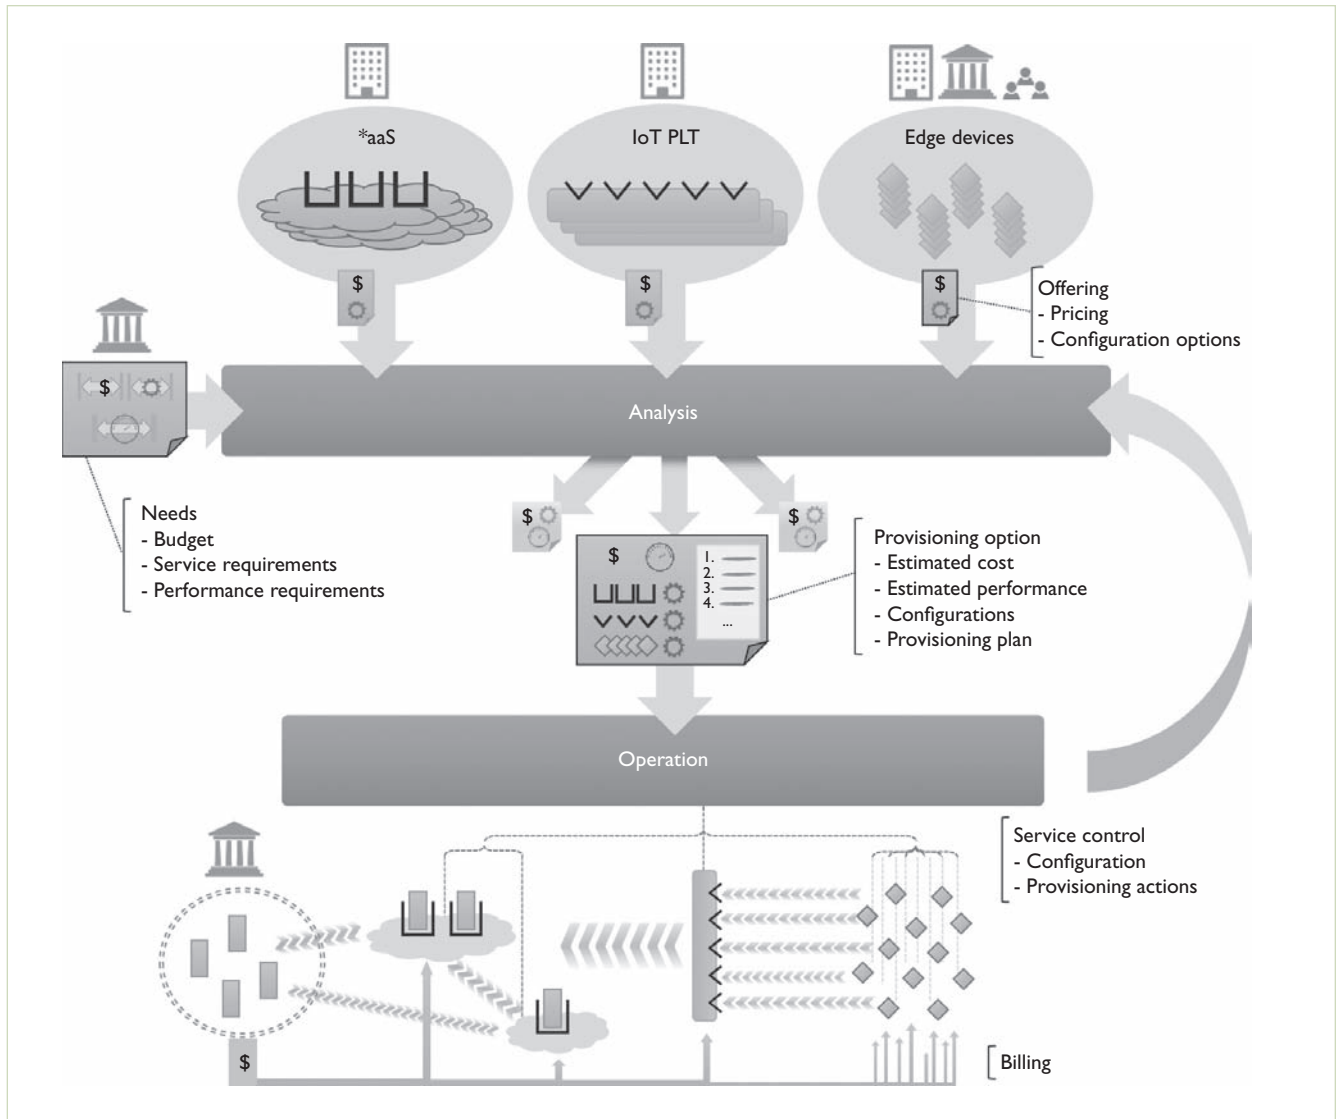 *aaS
IoT PLT
Edge devices
$
$
$
Offering
- Pricing
- Configuration options
$
Analysis
Needs
- Budget
- Service requirements
- Performance requirements
$
$
$
1.
2.
3.
4.
...
Provisioning option
- Estimated cost
- Estimated performance
- Configurations
- Provisioning plan
Operation
Service control
- Configuration
- Provisioning actions
$
Billing